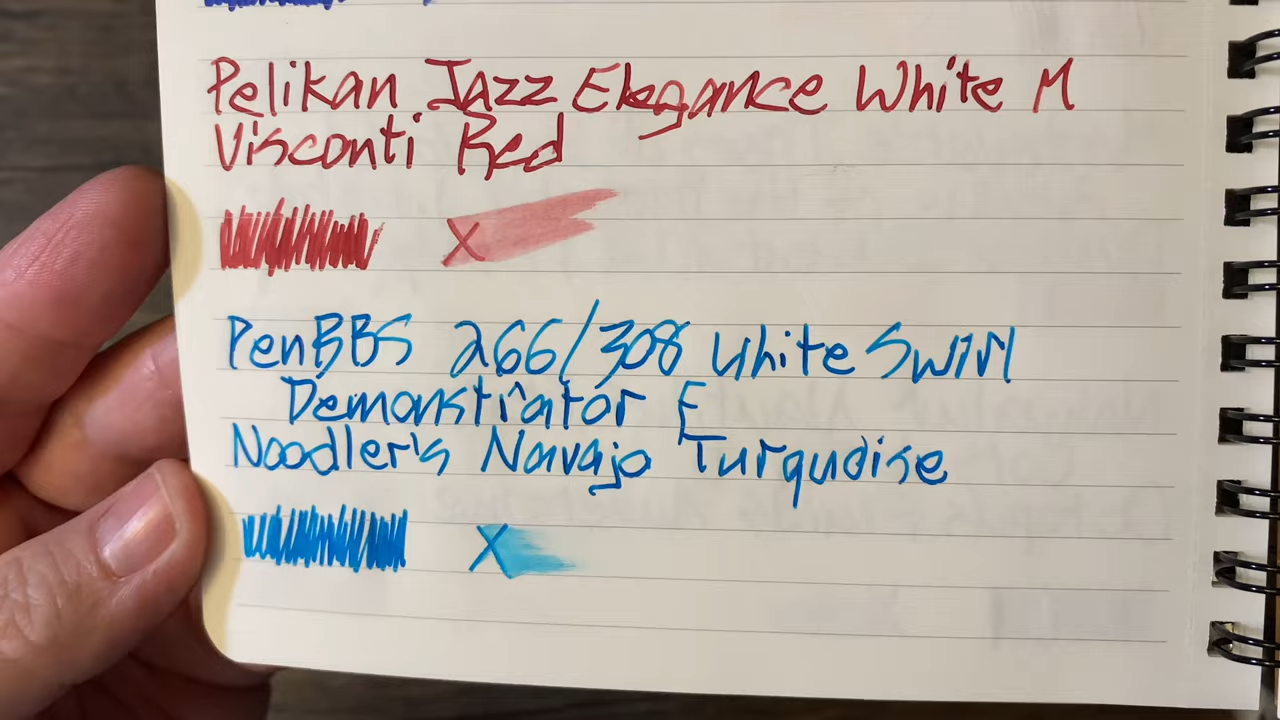 Pelikan Jazz Elegance White M
Visconti Red
X
PenBBS 266/308 White Swirl
Demonstrator F
Noodler's Navajo Turquoise
X